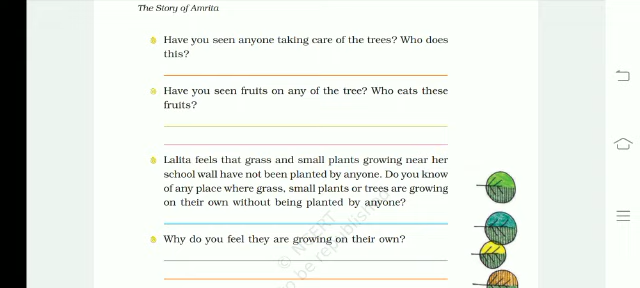 The Story of Amrita
Have you seen anyone taking care of the trees? Who does
this?
Have you seen fruits on any of the tree? Who eats these
fruits?
Lalita feels that grass and small plants growing near her
school wall have not been planted by anyone. Do you know
of any place where grass, small plants or trees are growing
on their own without being planted by anyone?
Why do you feel they are growing on their own?
© NCERT
to be republished